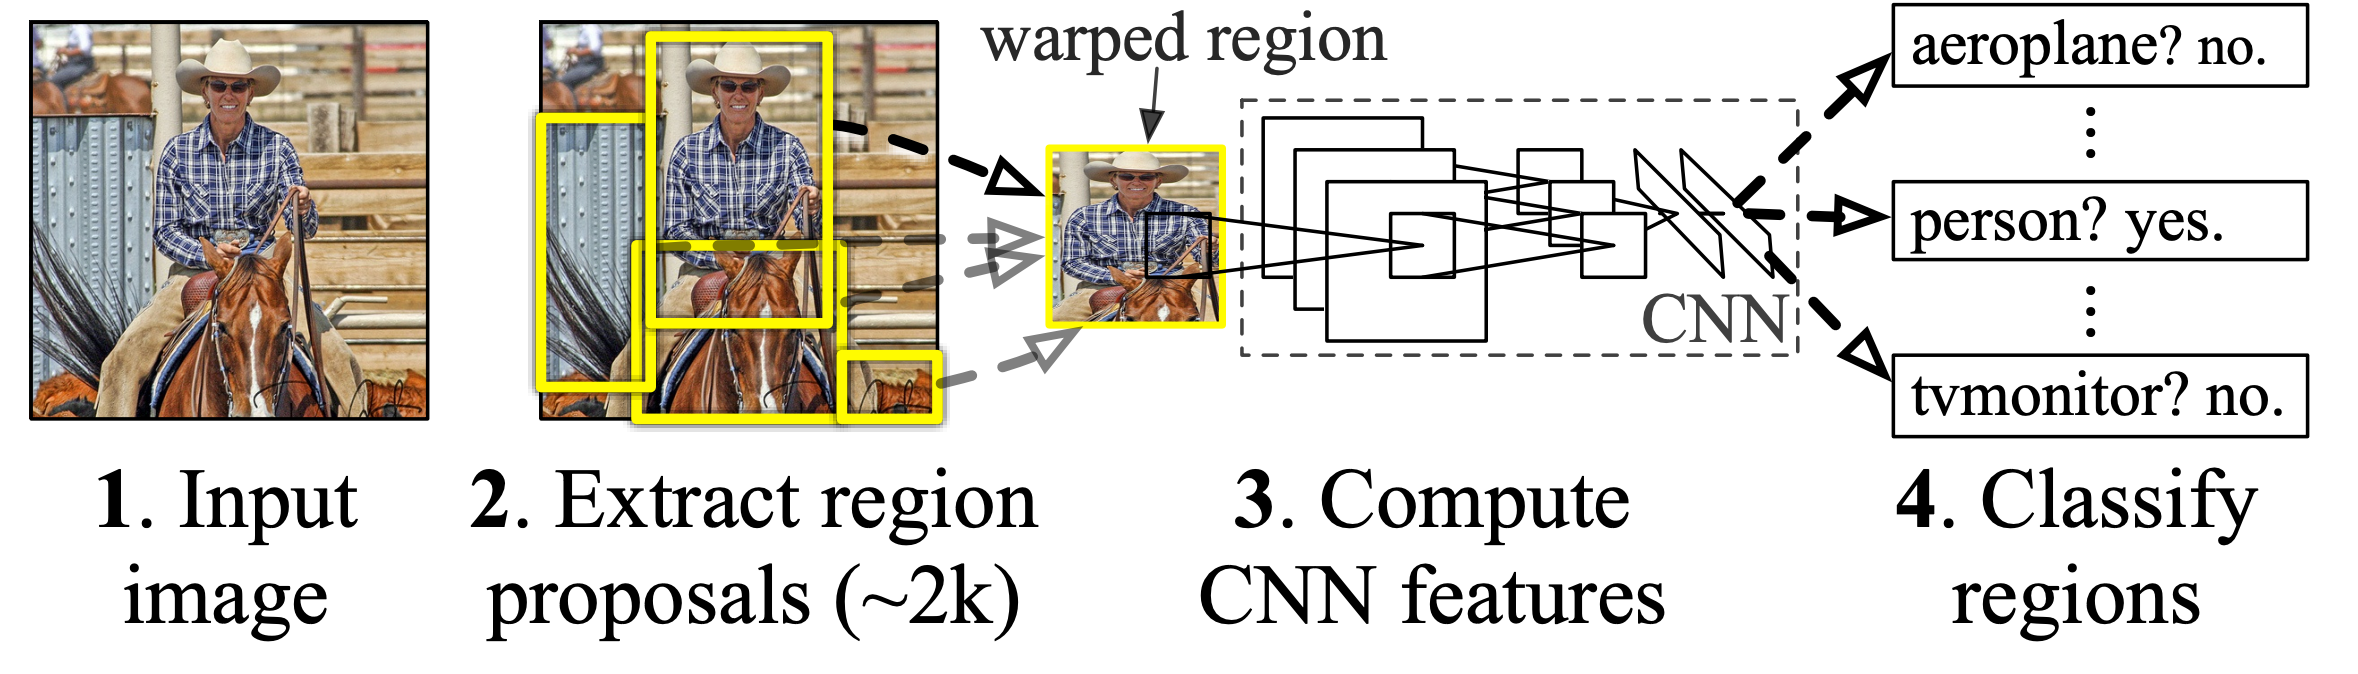 warped region
aeroplane? no.
person? yes.
CNN
tvmonitor? no.
1. Input
image
2. Extract region
proposals (~2k)
3. Compute
CNN features
4. Classify
regions